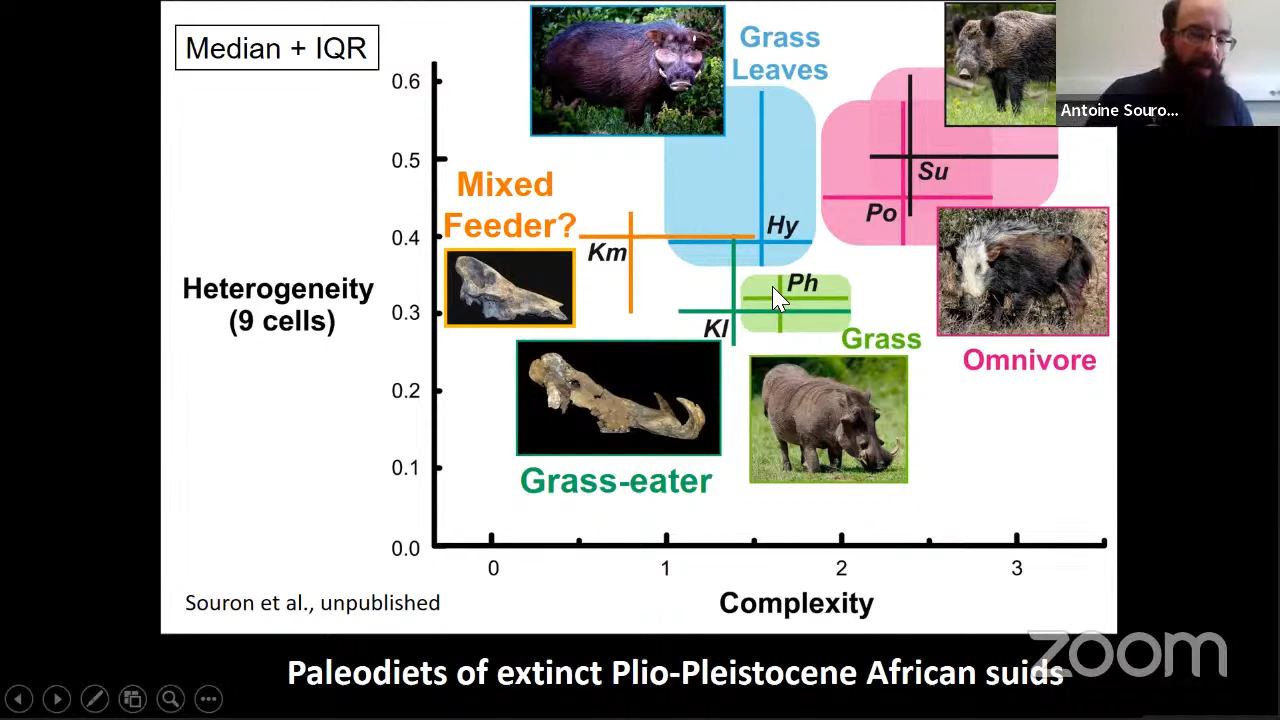 Median + IQR
Grass
Leaves
Antoine Souro...
0.6
0.5
Mixed
Feeder?
Su
Po
Hy
0.4
Km
Heterogeneity
(9 cells)
Ph
0.3
Kl
Grass
Omnivore
0.2
0.1
Grass-eater
0.0
0
1
2
3
Complexity
Souron et al., unpublished
zoom
Paleodiets of extinct Plio-Pleistocene African suids